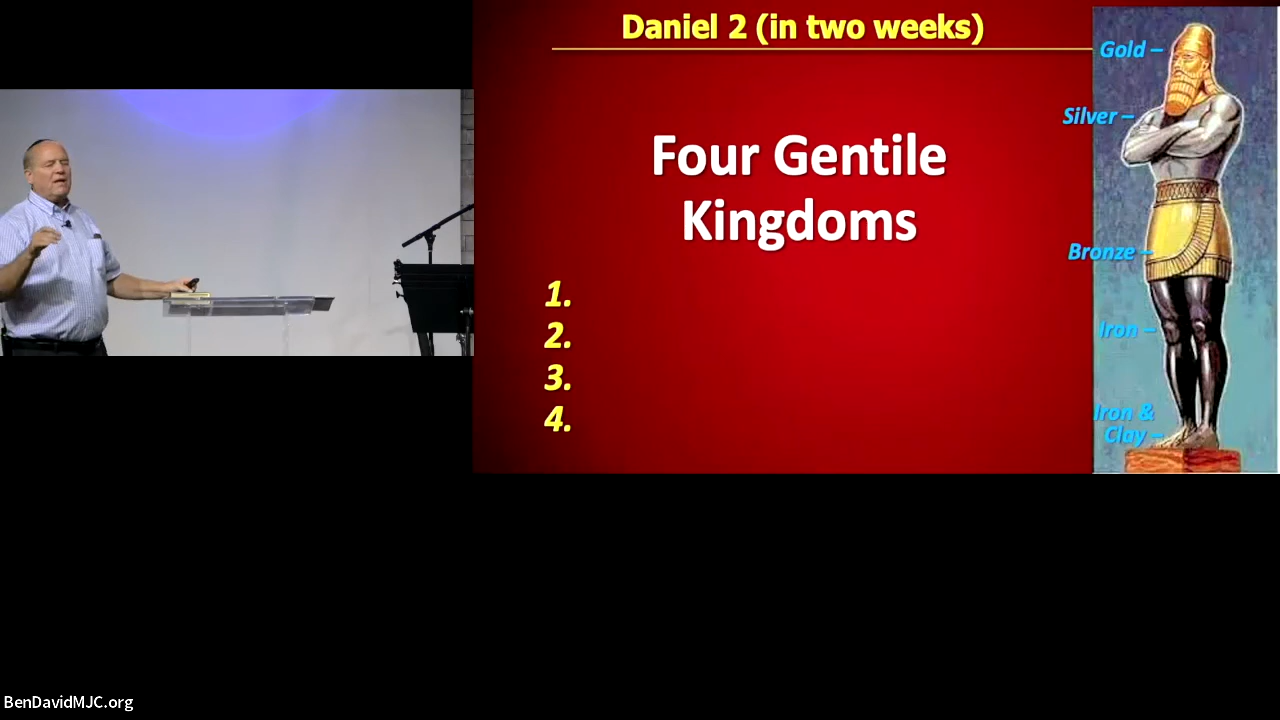 Daniel 2 (in two weeks)
Four Gentile
Kingdoms
1.
2.
3.
4.
Gold –
Silver –
Bronze –
Iron –
Iron &
Clay –
BenDavidMJC.org